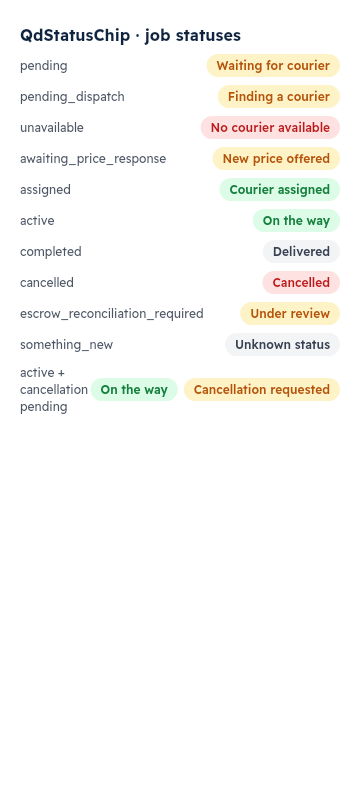 QdStatusChip · job statuses
pending Waiting for courier
pending_dispatch Finding a courier
unavailable No courier available
awaiting_price_response New price offered
assigned Courier assigned
active On the way
completed Delivered
cancelled Cancelled
escrow_reconciliation_required Under review
something_new Unknown status
active +
cancellation On the way Cancellation requested
pending